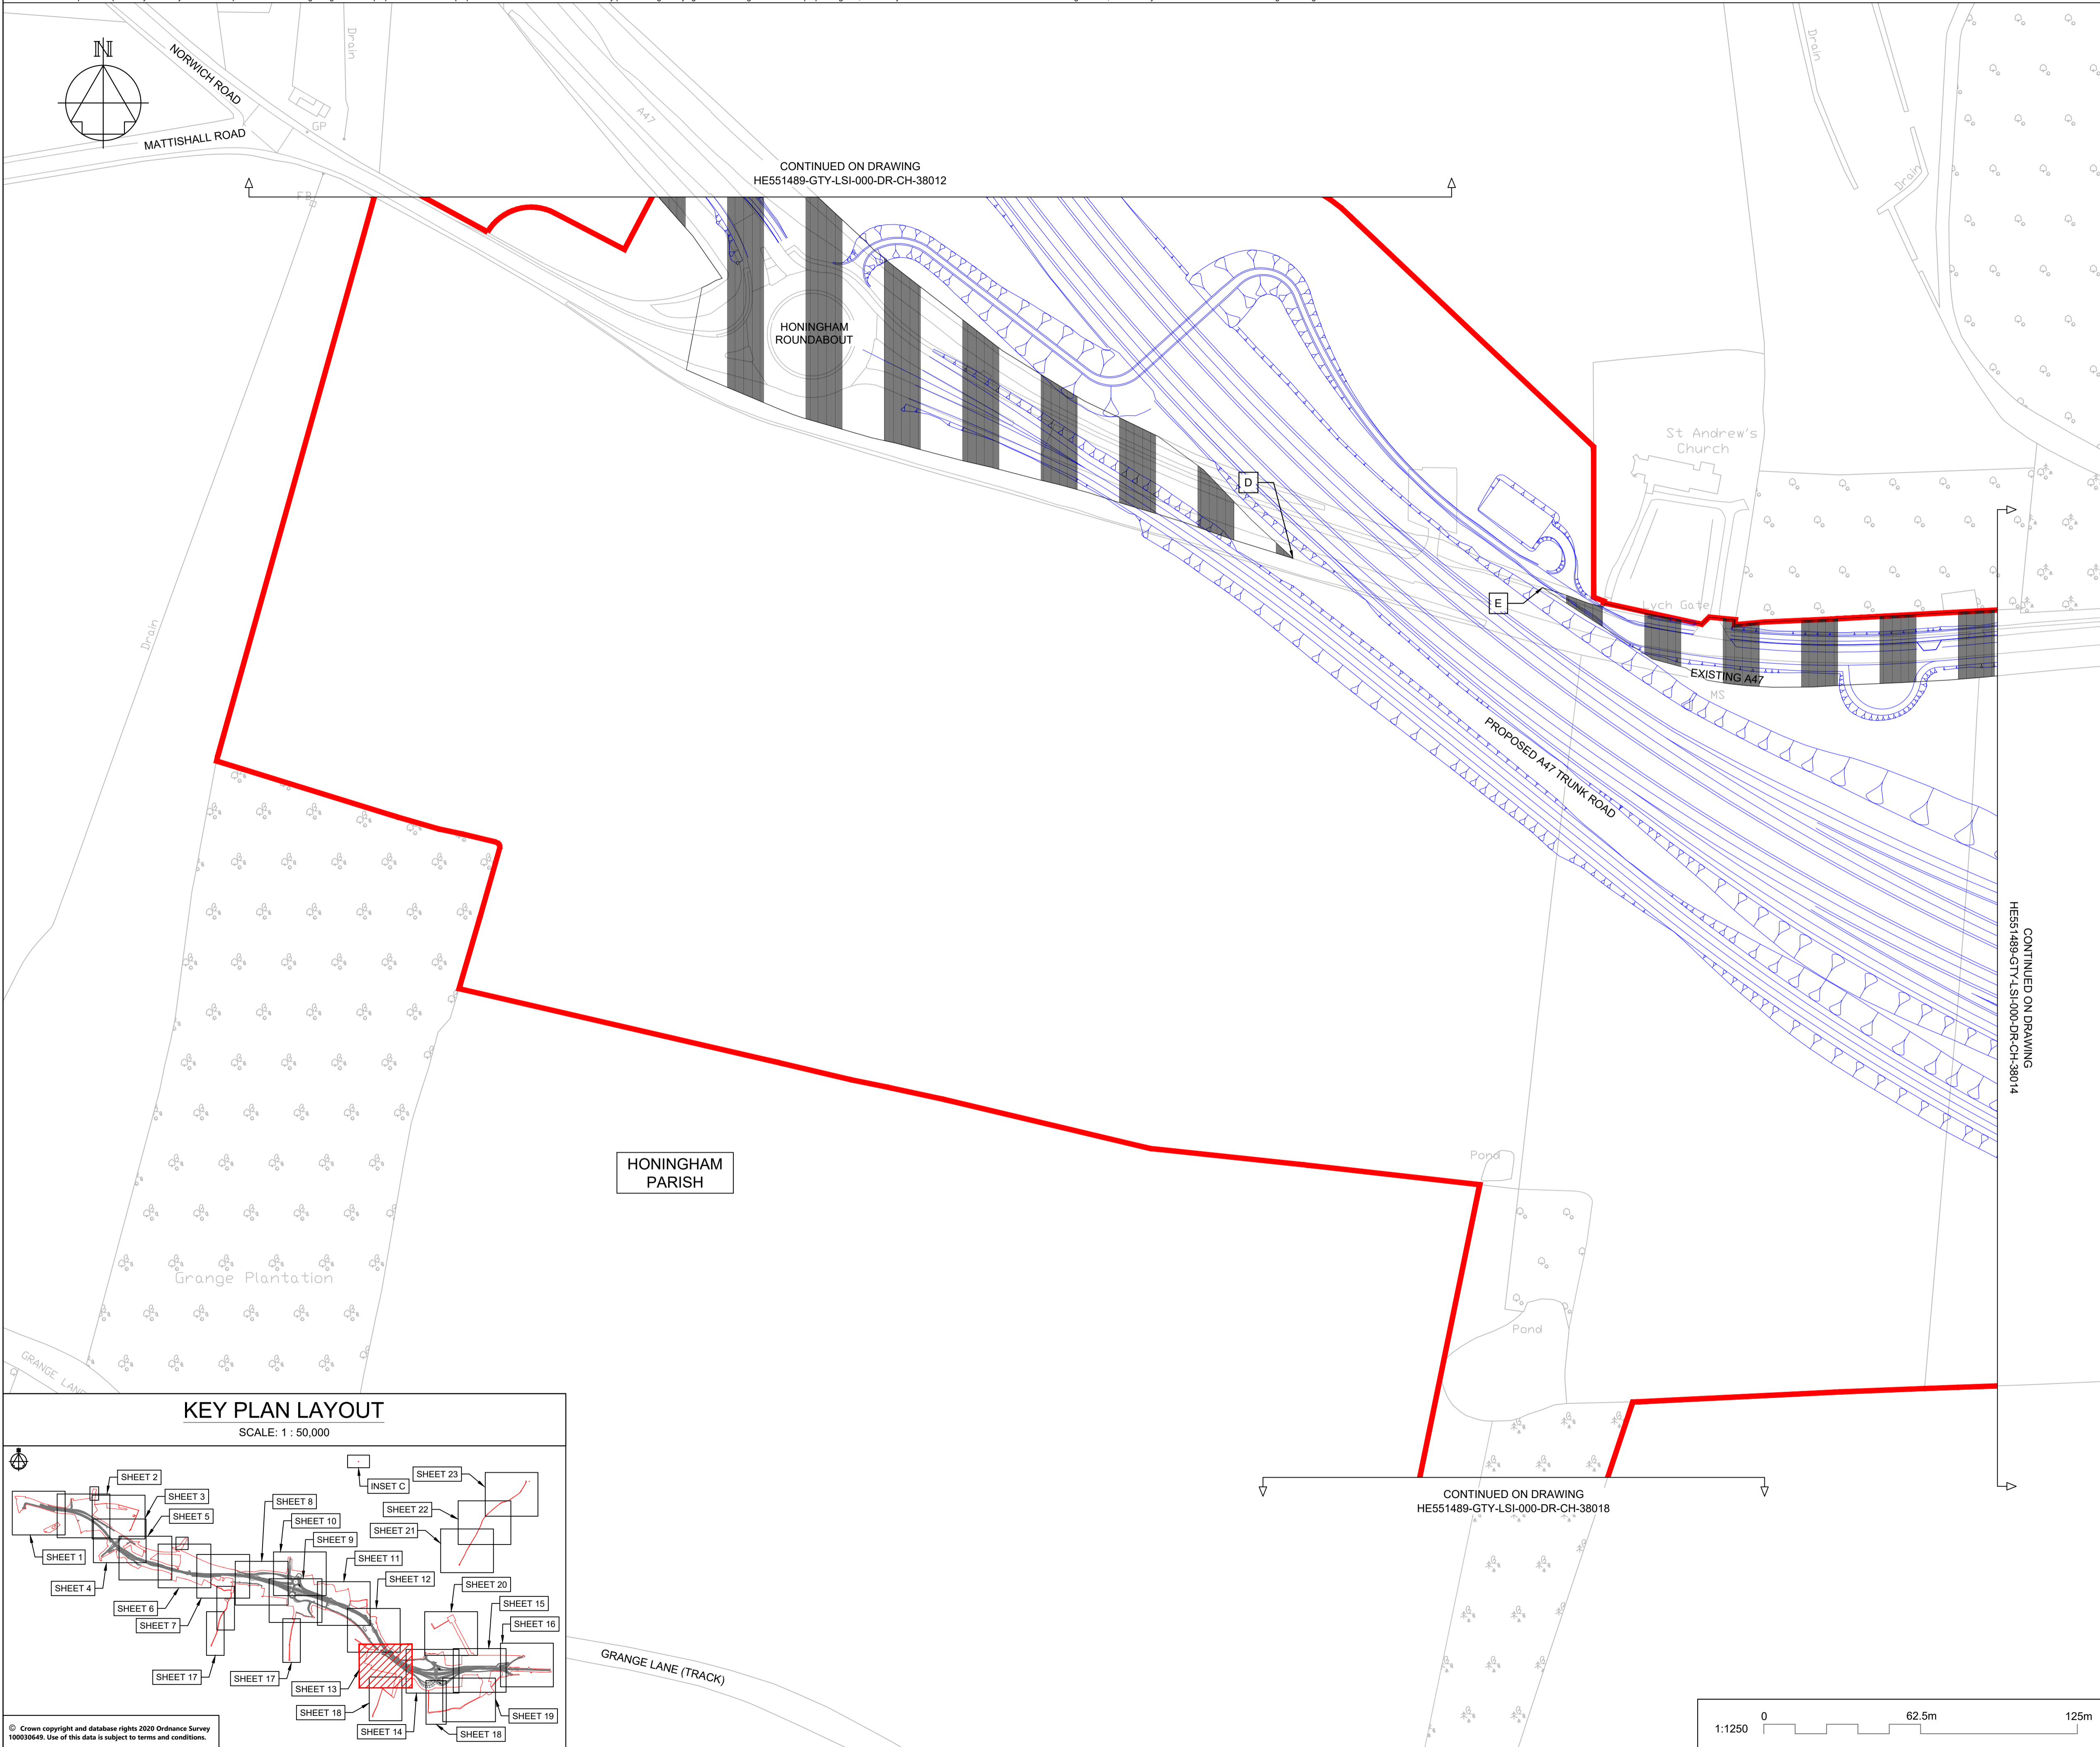 N
NORWICH ROAD
MATTISHALL ROAD
Drain
GP
FB
A47
CONTINUED ON DRAWING
HE551489-GTY-LSI-000-DR-CH-38012
Drain
Drain
HONINGHAM
ROUNDABOUT
St Andrew's
Church
D
E
Lych Gate
EXISTING A47
MS
Drain
PROPOSED A47 TRUNK ROAD
CONTINUED ON DRAWING
HE551489-GTY-LSI-000-DR-CH-38014
HONINGHAM
PARISH
Pond
Pond
Grange Plantation
GRANGE LANE
CONTINUED ON DRAWING
HE551489-GTY-LSI-000-DR-CH-38018
GRANGE LANE (TRACK)
KEY PLAN LAYOUT
SCALE: 1 : 50,000
SHEET 2
SHEET 3
SHEET 5
SHEET 1
SHEET 4
SHEET 6
SHEET 7
SHEET 8
SHEET 10
SHEET 9
SHEET 11
SHEET 12
INSET C
SHEET 23
SHEET 22
SHEET 21
SHEET 20
SHEET 15
SHEET 16
SHEET 17
SHEET 17
SHEET 13
SHEET 18
SHEET 14
SHEET 18
SHEET 19
© Crown copyright and database rights 2020 Ordnance Survey
100030649. Use of this data is subject to terms and conditions.
1:1250
0
62.5m
125m